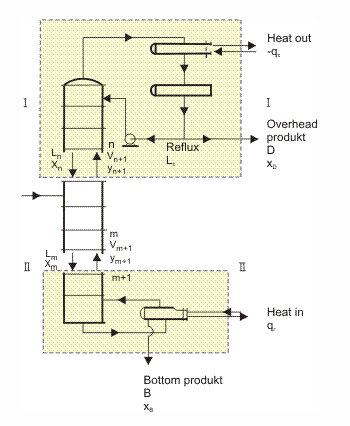 Heat out
-qc
I
I
Overhead
produkt
D
xD
n
Ln
Vn+1
Xn
yn+1
Reflux
Lc
m
Vm+1
Lm
ym+1
Xm
II
II
m+1
Heat in
qr
Bottom produkt
B
xB